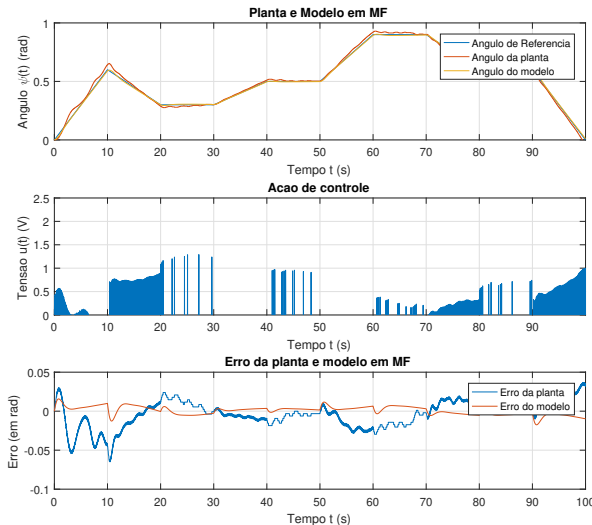 Planta e Modelo em MF
Angulo ψ(t) (rad)
1
0.5
0
Angulo de Referencia
Angulo da planta
Angulo do modelo
0 10 20 30 40 50 60 70 80 90 100
Tempo t (s)
Acao de controle
Tensao u(t) (V)
2.5
2
1.5
1
0.5
0
0 10 20 30 40 50 60 70 80 90 100
Tempo t (s)
Erro da planta e modelo em MF
Erro (em rad)
0.05
0
-0.05
-0.1
Erro da planta
Erro do modelo
0 10 20 30 40 50 60 70 80 90 100
Tempo t (s)